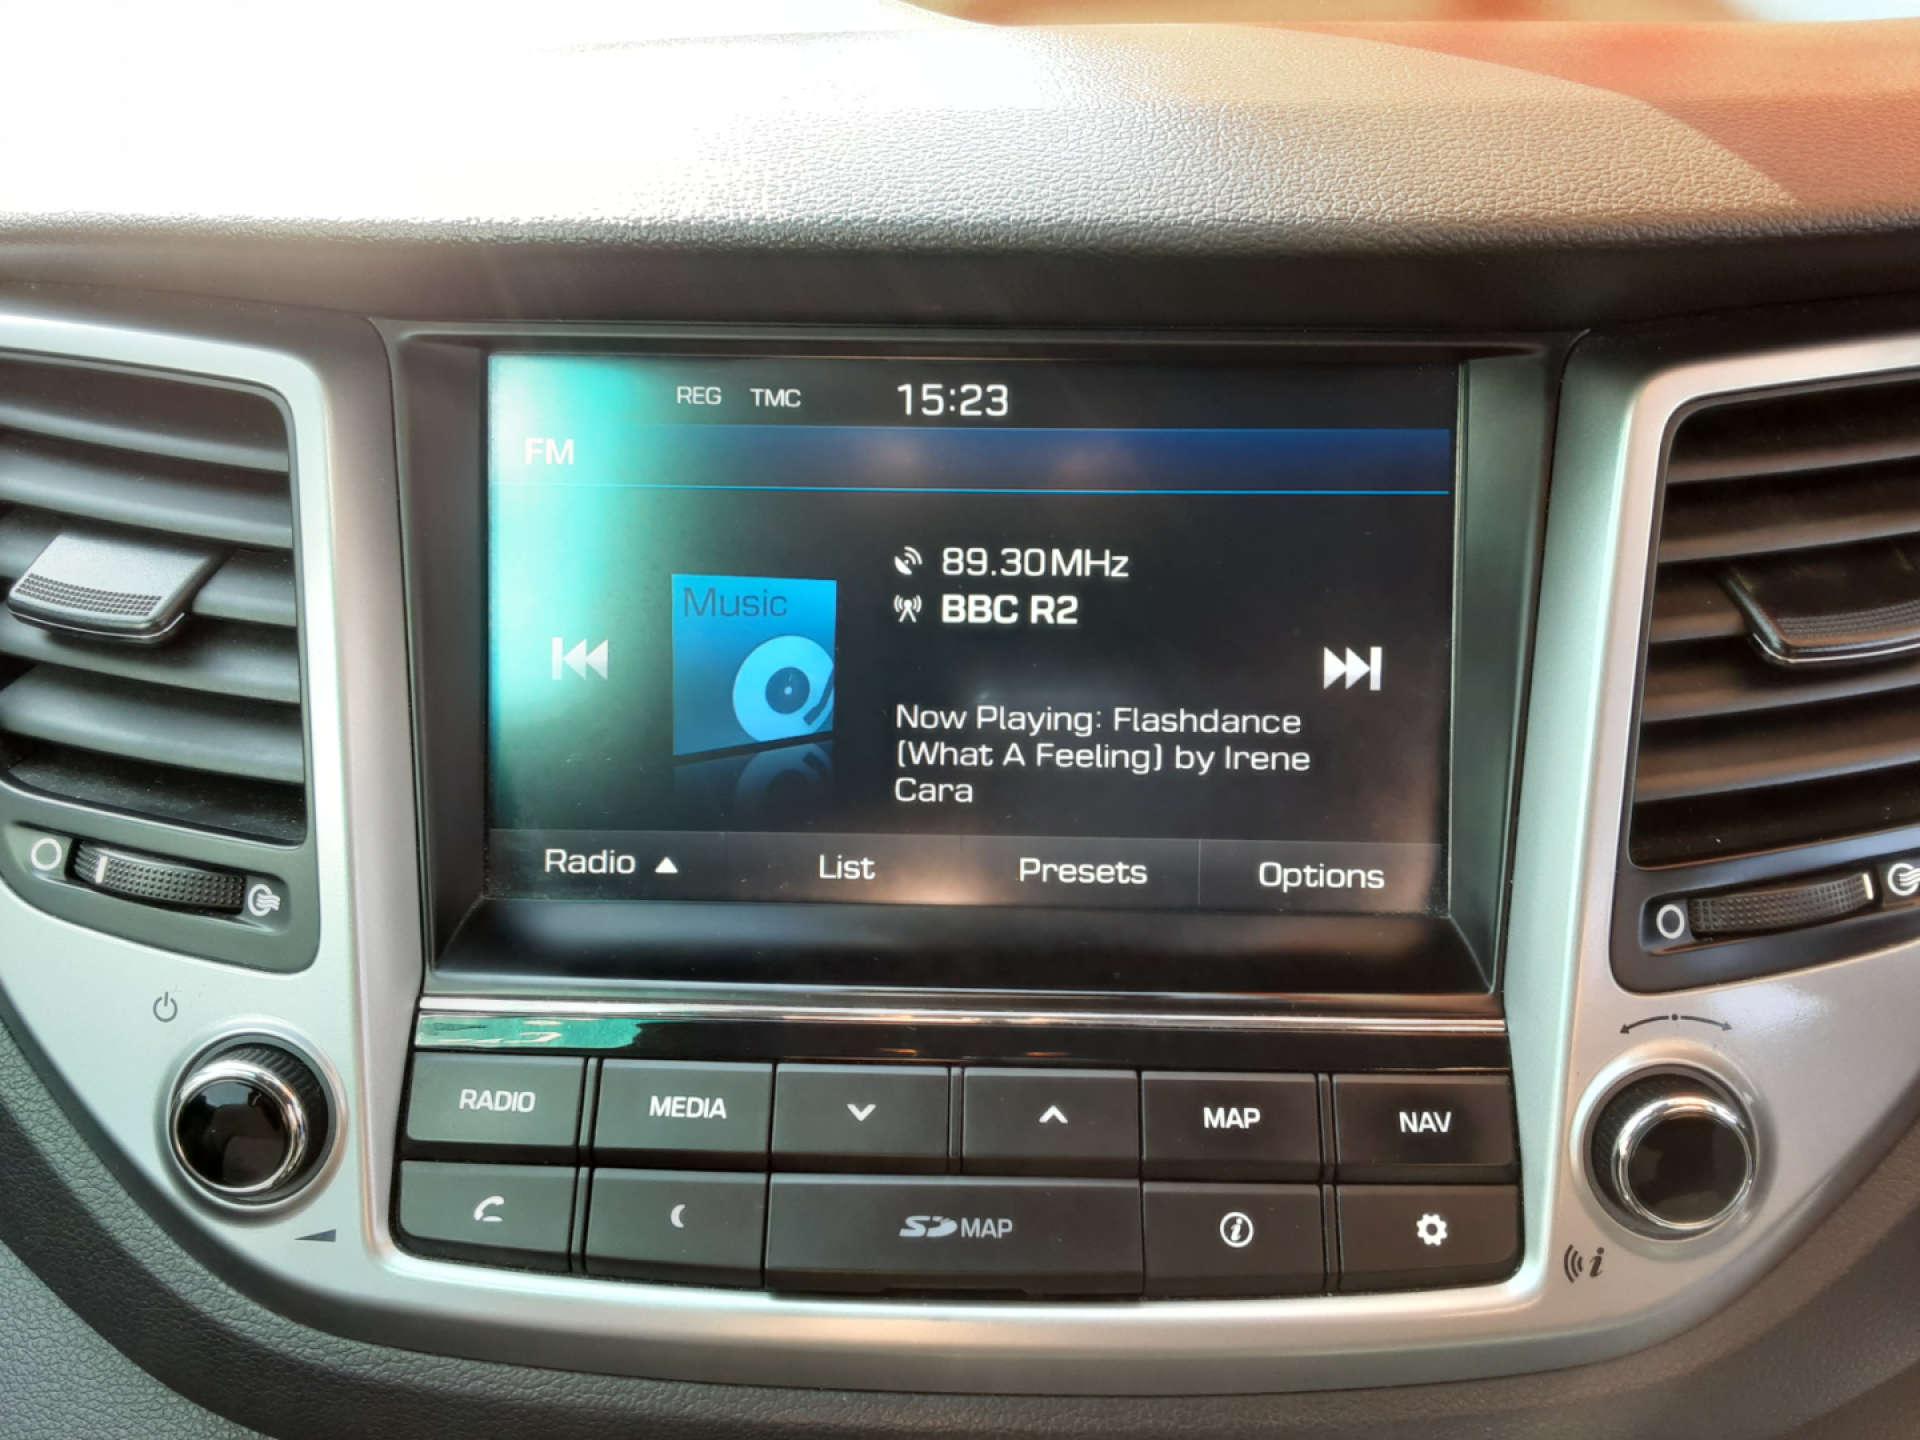 REG TMC 15:23
FM
89.30MHz
BBC R2
Music
Now Playing: Flashdance
(What A Feeling) by Irene
Cara
Radio List Presets Options
RADIO MEDIA MAP NAV
SD MAP